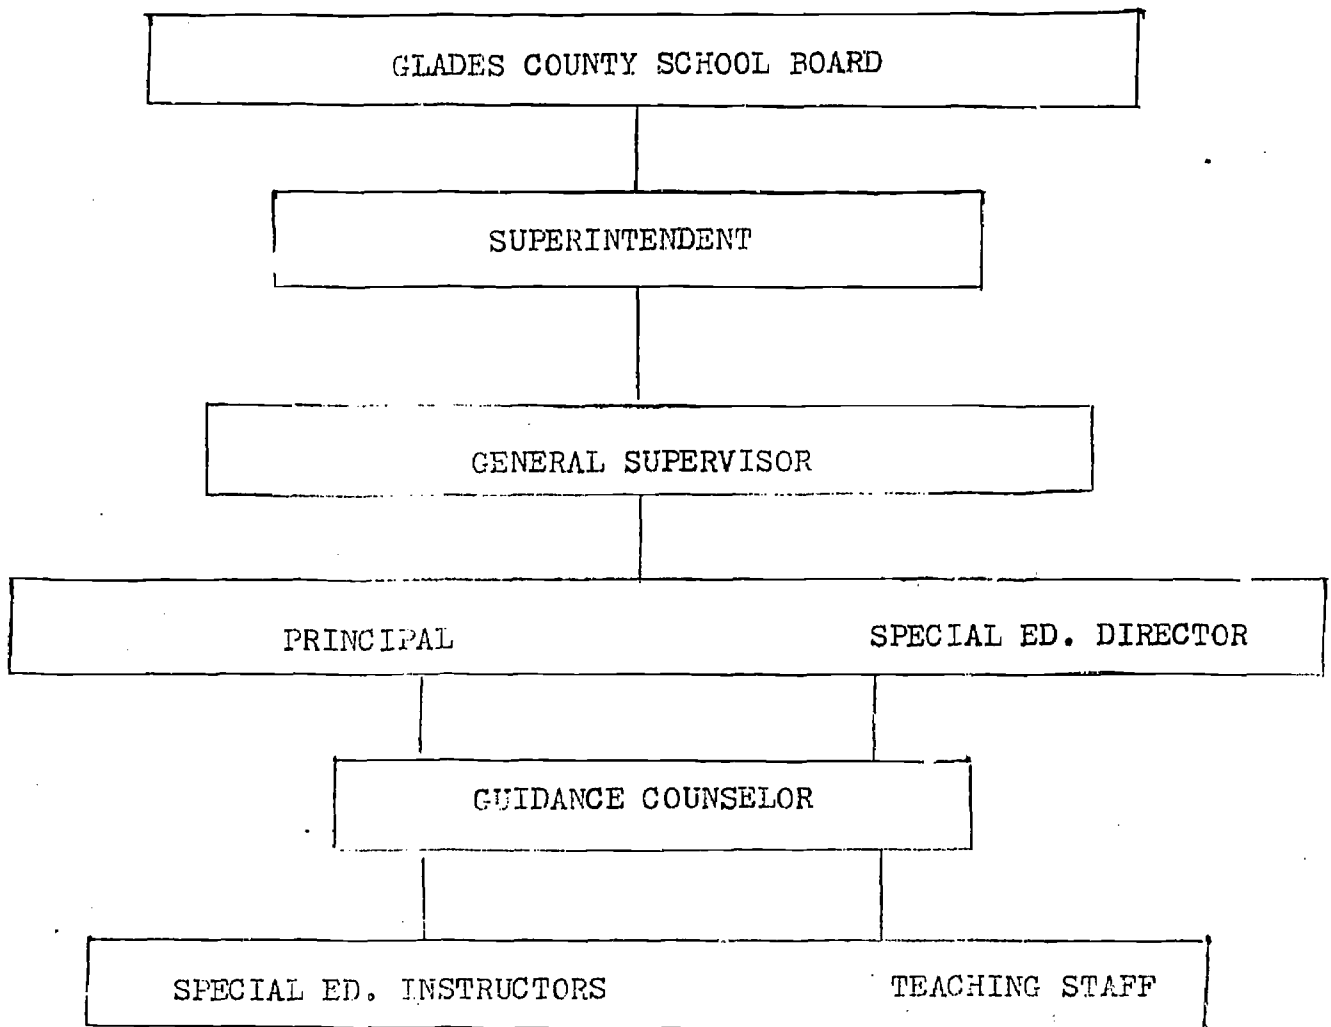 GLADES COUNTY SCHOOL BOARD
SUPERINTENDENT
GENERAL SUPERVISOR
PRINCIPAL SPECIAL ED. DIRECTOR
GUIDANCE COUNSELOR
SPECIAL ED. INSTRUCTORS TEACHING STAFF